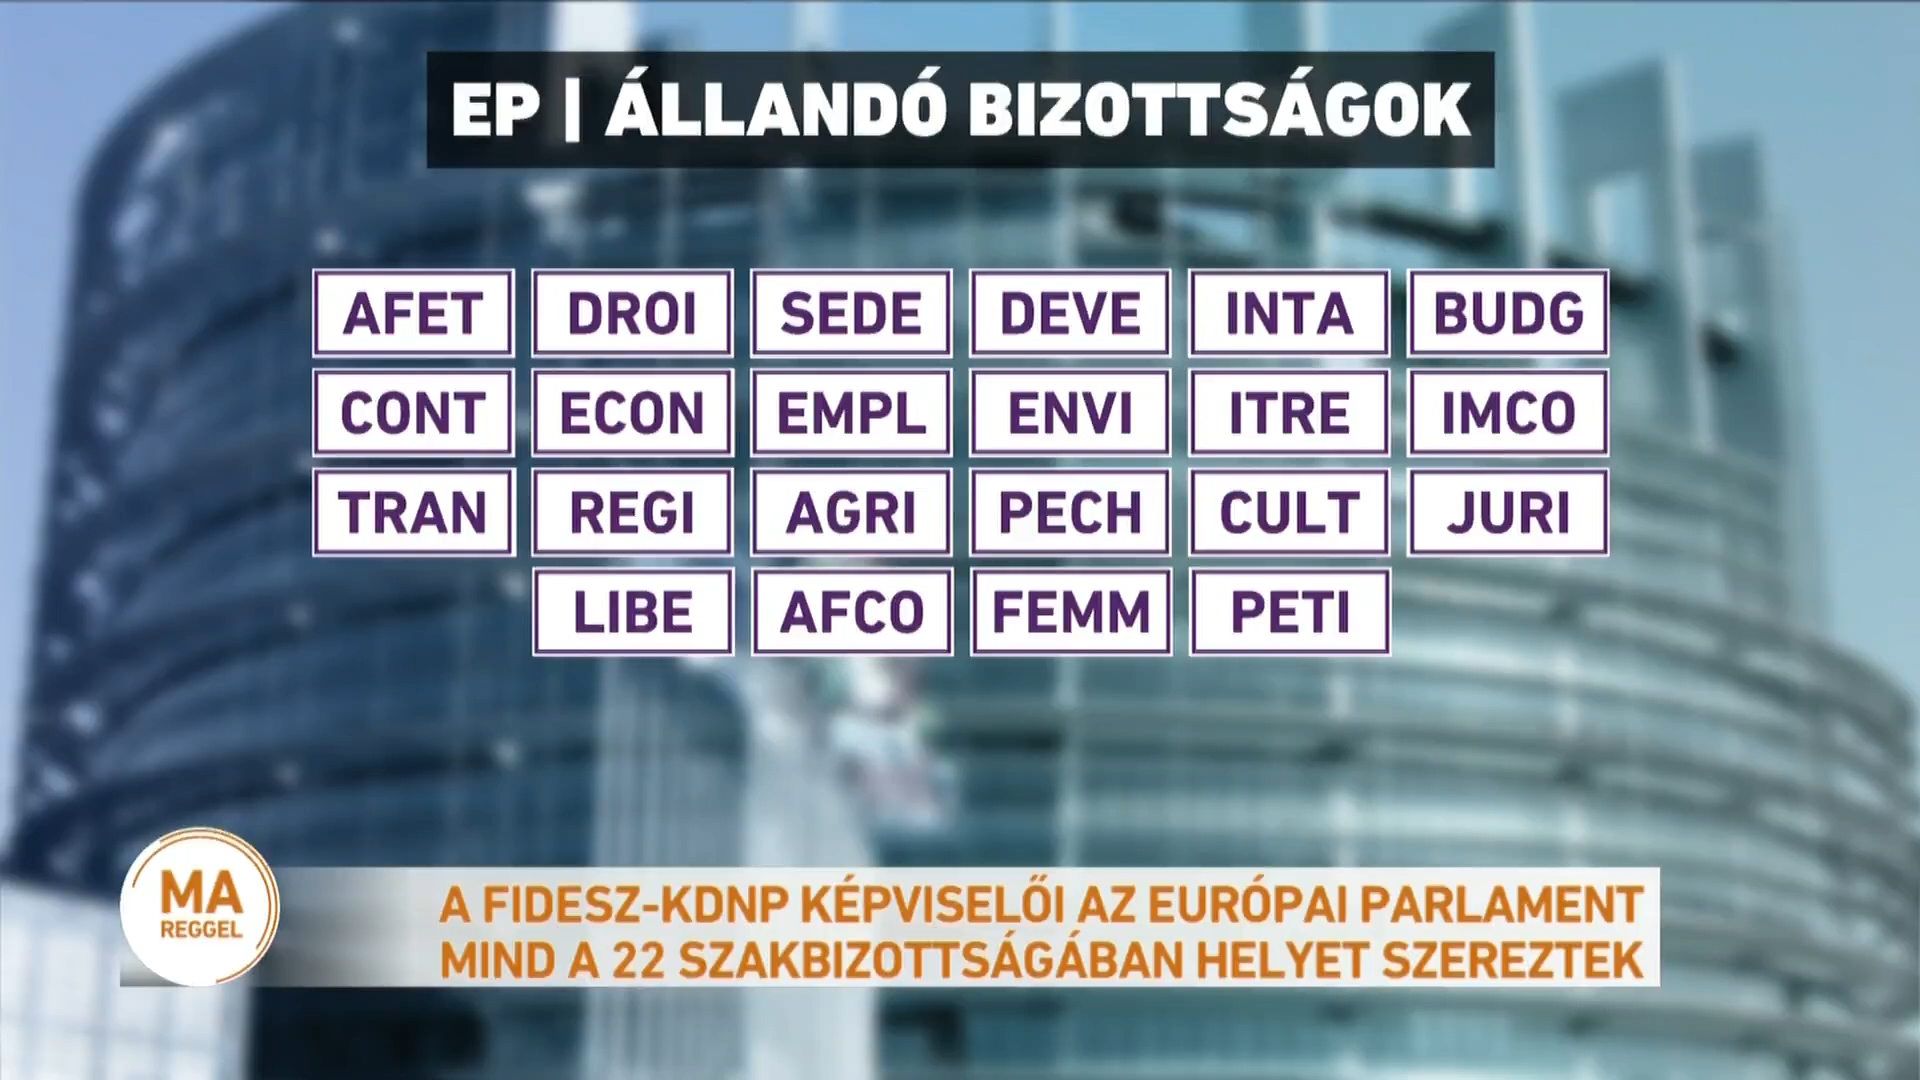 EP | ÁLLANDÓ BIZOTTSÁGOK
AFET DROI SEDE DEVE INTA BUDG
CONT ECON EMPL ENVI ITRE IMCO
TRAN REGI AGRI PECH CULT JURI
LIBE AFCO FEMM PETI
MA
REGGEL
A FIDESZ-KDNP KÉPVISELŐI AZ EURÓPAI PARLAMENT
MIND A 22 SZAKBIZOTTSÁGÁBAN HELYET SZEREZTEK